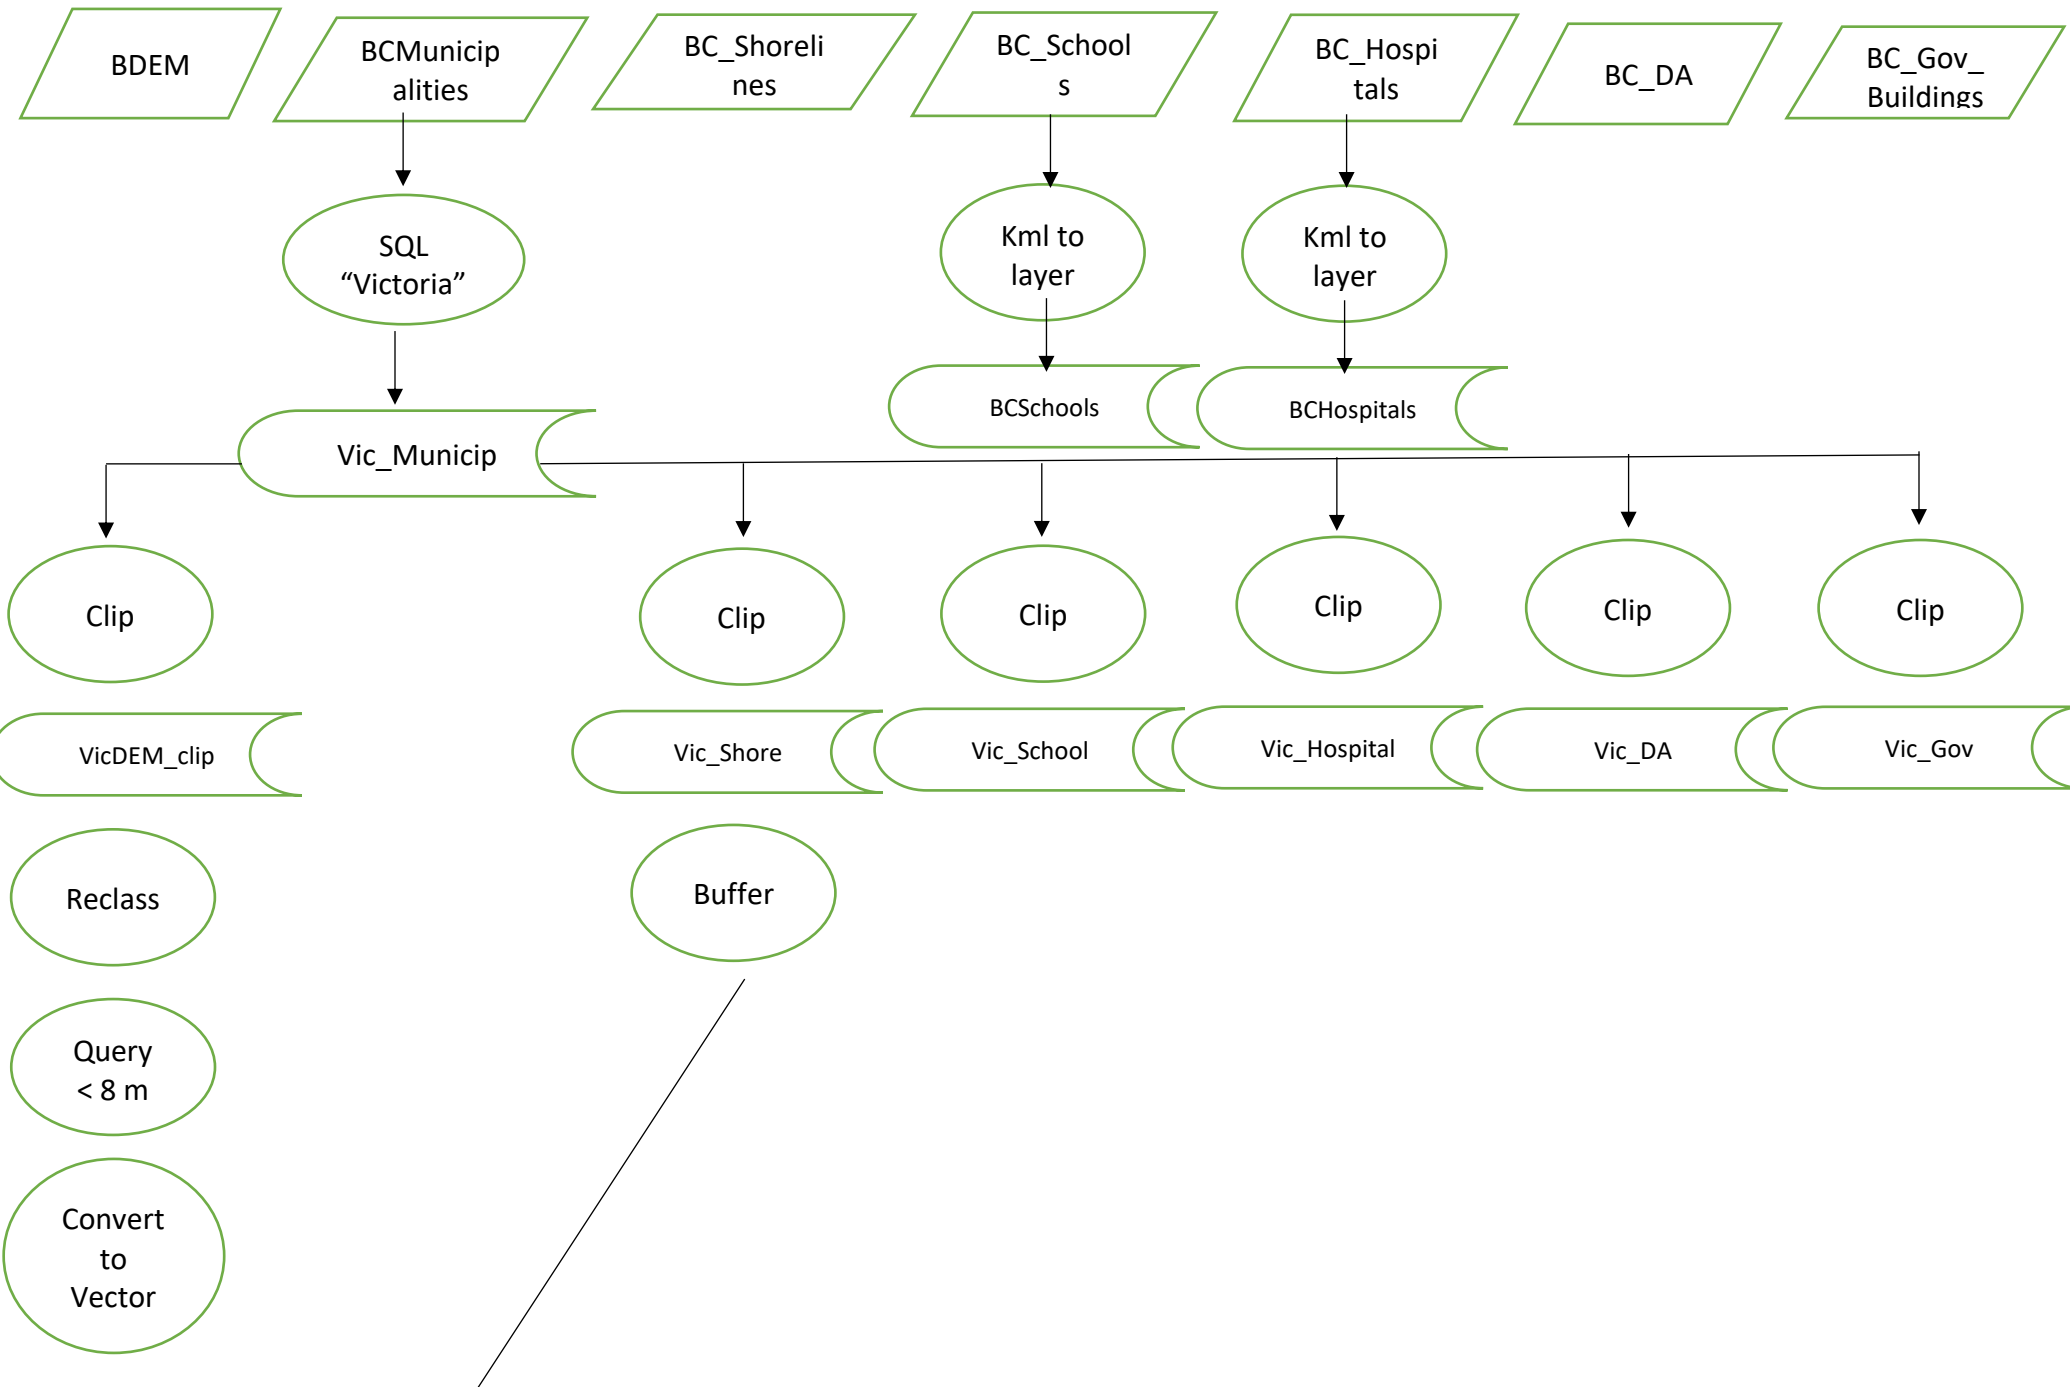 BDEM
BCMunicip
alities
BC_Shoreli
nes
BC_School
s
BC_Hospi
tals
BC_DA
BC_Gov_
Buildings
SQL
“Victoria”
Kml to
layer
Kml to
layer
BCSchools
BCHospitals
Vic_Municip
Clip
Clip
Clip
Clip
Clip
Clip
VicDEM_clip
Vic_Shore
Vic_School
Vic_Hospital
Vic_DA
Vic_Gov
Reclass
Buffer
Query
< 8 m
Convert
to
Vector